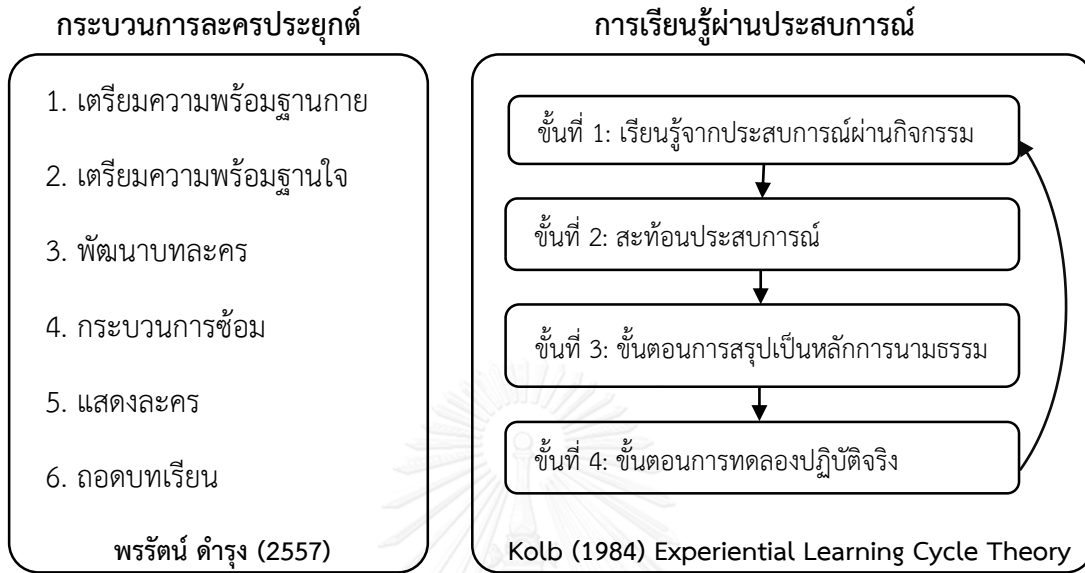 กระบวนการละครประยุกต์
1. เตรียมความพร้อมฐานกาย
2. เตรียมความพร้อมฐานใจ
3. พัฒนาบทละคร
4. กระบวนการซ้อม
5. แสดงละคร
6. ถอดบทเรียน
พรรัตน์ ดำรุง (2557)
การเรียนรู้ผ่านประสบการณ์
ขั้นที่ 1: เรียนรู้จากประสบการณ์ผ่านกิจกรรม
ขั้นที่ 2: สะท้อนประสบการณ์
ขั้นที่ 3: ขั้นตอนการสรุปเป็นหลักการนามธรรม
ขั้นที่ 4: ขั้นตอนการทดลองปฏิบัติจริง
Kolb (1984) Experiential Learning Cycle Theory